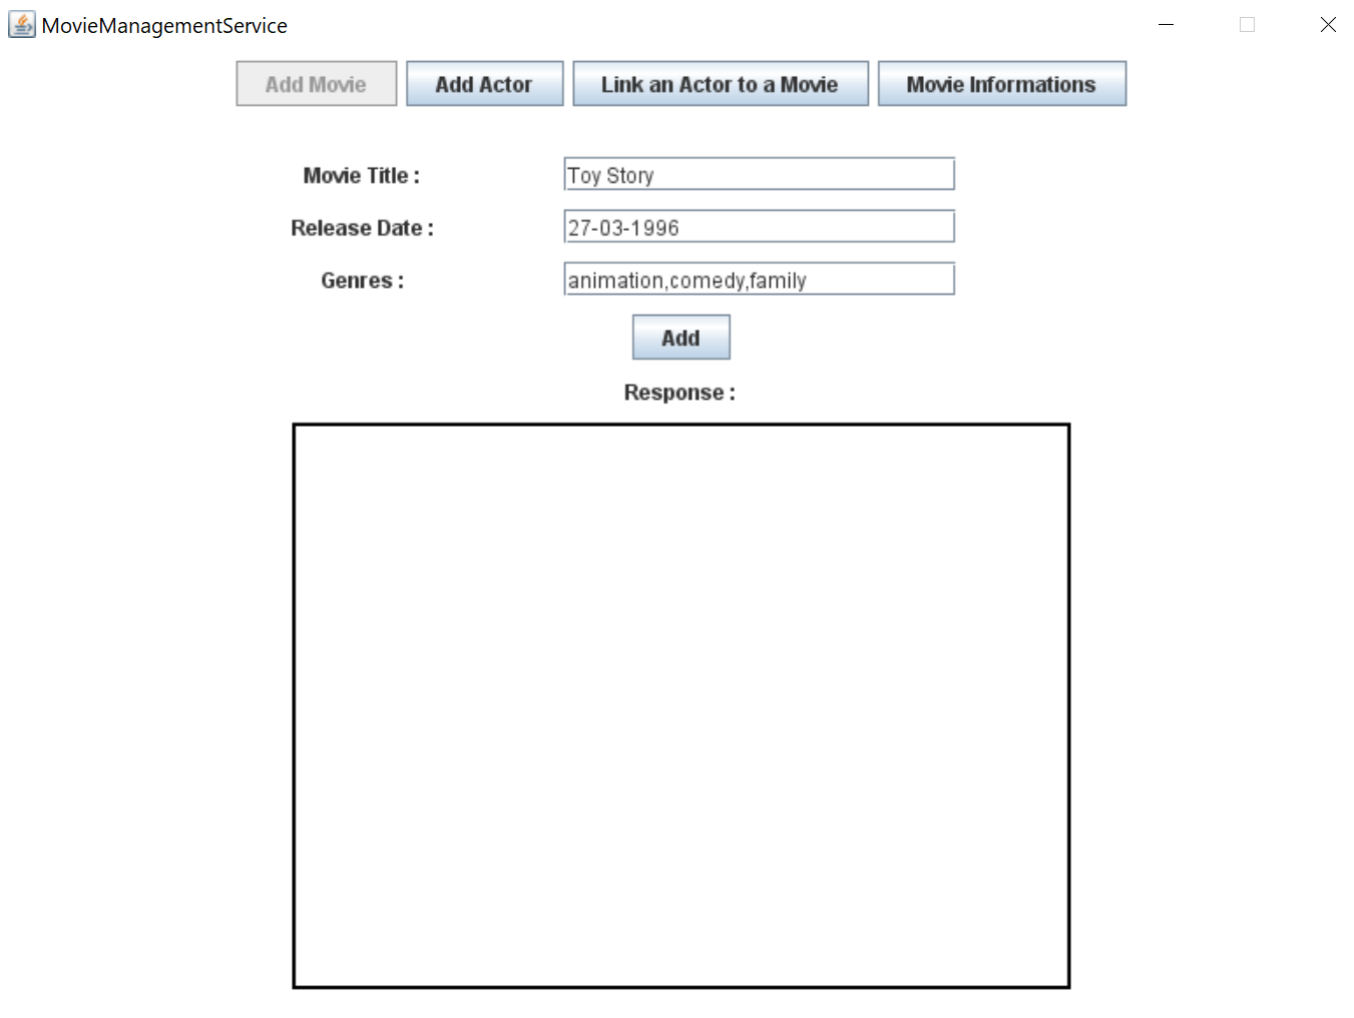 MovieManagementService
Add Movie Add Actor Link an Actor to a Movie Movie Informations
Movie Title : Toy Story
Release Date : 27-03-1996
Genres : animation,comedy,family
Add
Response :